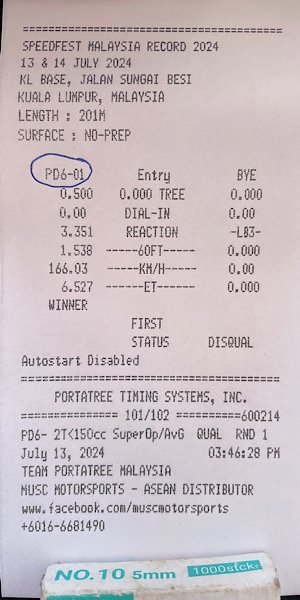 ==========================================
SPEEDFEST MALAYSIA RECORD 2024
13 & 14 JULY 2024
KL BASE, JALAN SUNGAI BESI
KUALA LUMPUR, MALAYSIA
LENGTH : 201M
SURFACE : NO-PREP
PD6-01 Entry BYE
0.500 0.000 TREE 0.000
0.00 DIAL-IN 0.00
3.351 REACTION -LB3-
1.538 -----60FT----- 0.000
166.03 -----KM/H----- 0.00
6.527 ------ET------ 0.000
WINNER
FIRST
STATUS DISQUAL
Autostart Disabled
==========================================
PORTATREE TIMING SYSTEMS, INC.
=============== 101/102 ==========600214
PD6- 2T<150cc SuperOp/AvG QUAL RND 1
July 13, 2024 03:46:28 PM
TEAM PORTATREE MALAYSIA
MUSC MOTORSPORTS - ASEAN DISTRIBUTOR
www.facebook.com/muscmotorsports
+6016-6681490
NO.10 5mm 1000sfck: